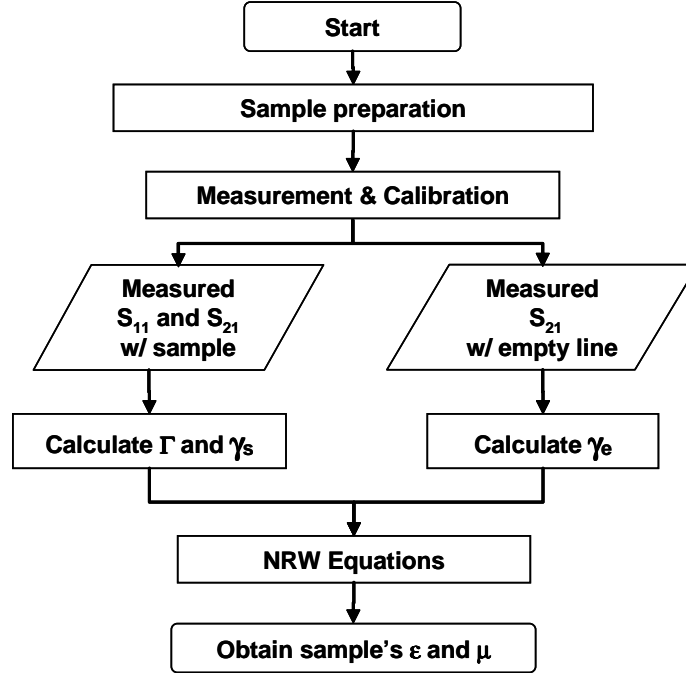 Start
Sample preparation
Measurement & Calibration
Measured
S₁₁ and S₂₁
w/ sample
Measured
S₂₁
w/ empty line
Calculate Γ and γₛ
Calculate γₑ
NRW Equations
Obtain sample's ε and μ